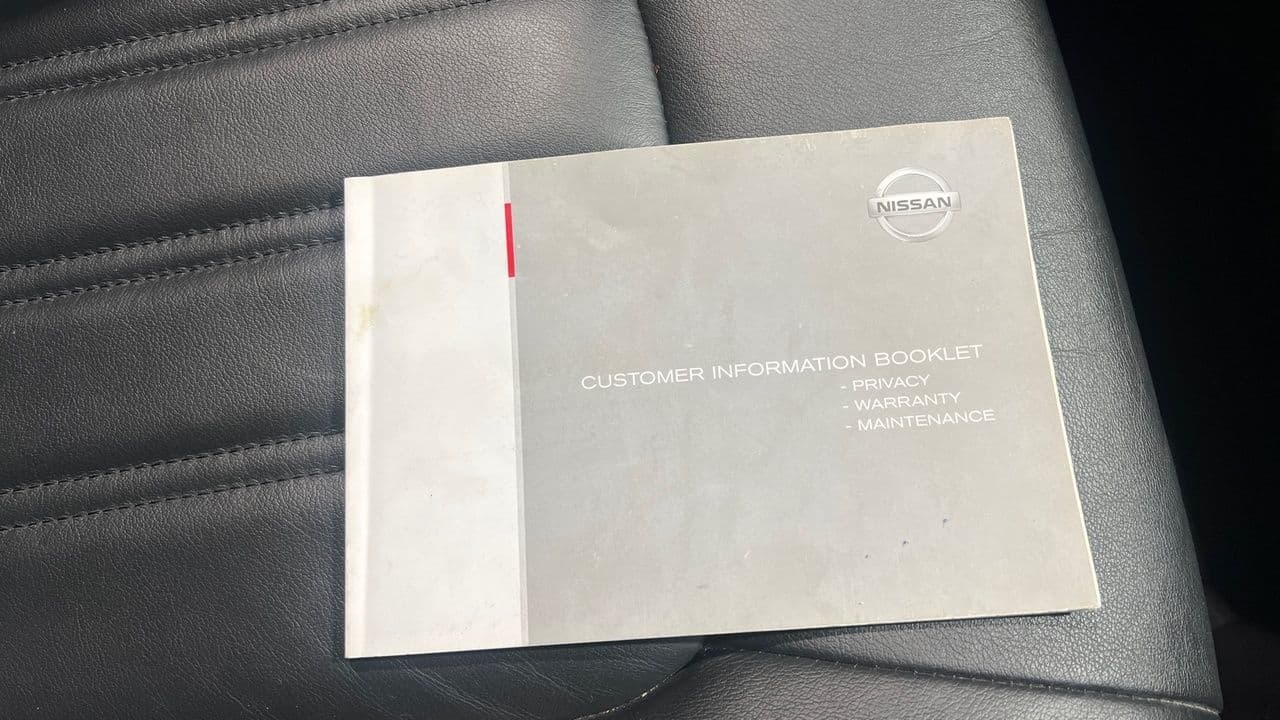 NISSAN
CUSTOMER INFORMATION BOOKLET
- PRIVACY
- WARRANTY
- MAINTENANCE